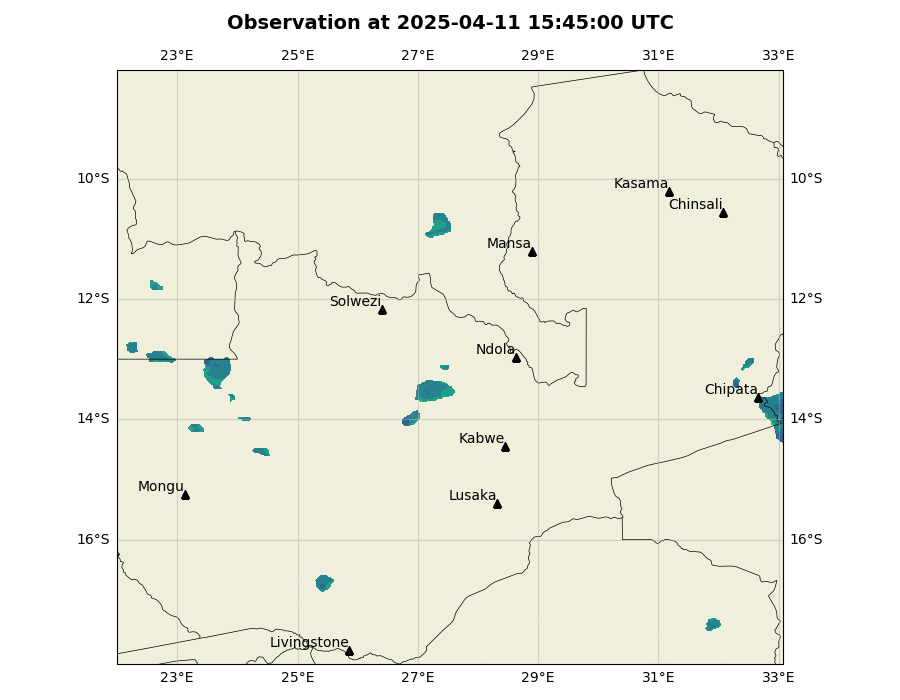 Observation at 2025-04-11 15:45:00 UTC
23°E 25°E 27°E 29°E 31°E 33°E
10°S 10°S
Kasama
Chinsali
Mansa
12°S 12°S
Solwezi
Ndola
Chipata
14°S 14°S
Kabwe
Mongu
Lusaka
16°S 16°S
Livingstone
23°E 25°E 27°E 29°E 31°E 33°E